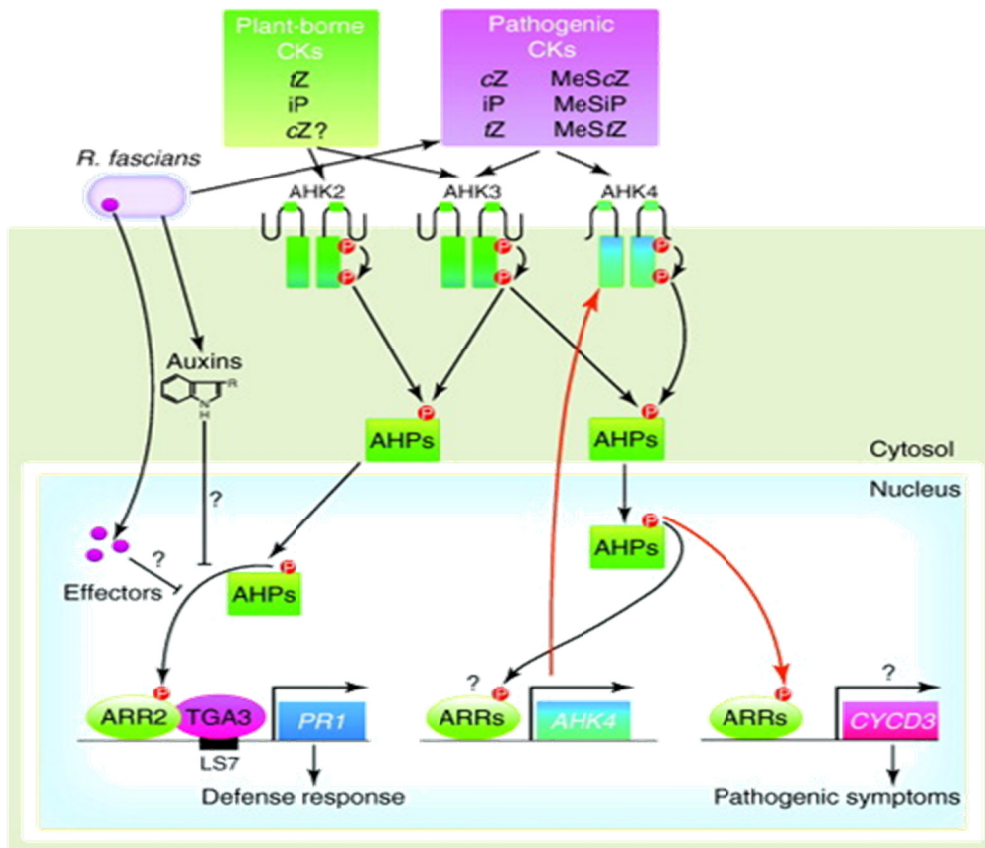 Plant-borne
CKs
tZ
iP
cZ?
Pathogenic
CKs
cZ MeScZ
iP MeSiP
tZ MeStZ
R. fascians
AHK2
AHK3
AHK4
P
P
P
P
P
P
Auxins
R
N
H
P
AHPs
P
AHPs
Cytosol
Nucleus
?
P
AHPs
?
Effectors
P
AHPs
P
ARR2
TGA3
PR1
LS7
Defense response
?
P
ARRs
AHK4
P
ARRs
?
CYCD3
Pathogenic symptoms